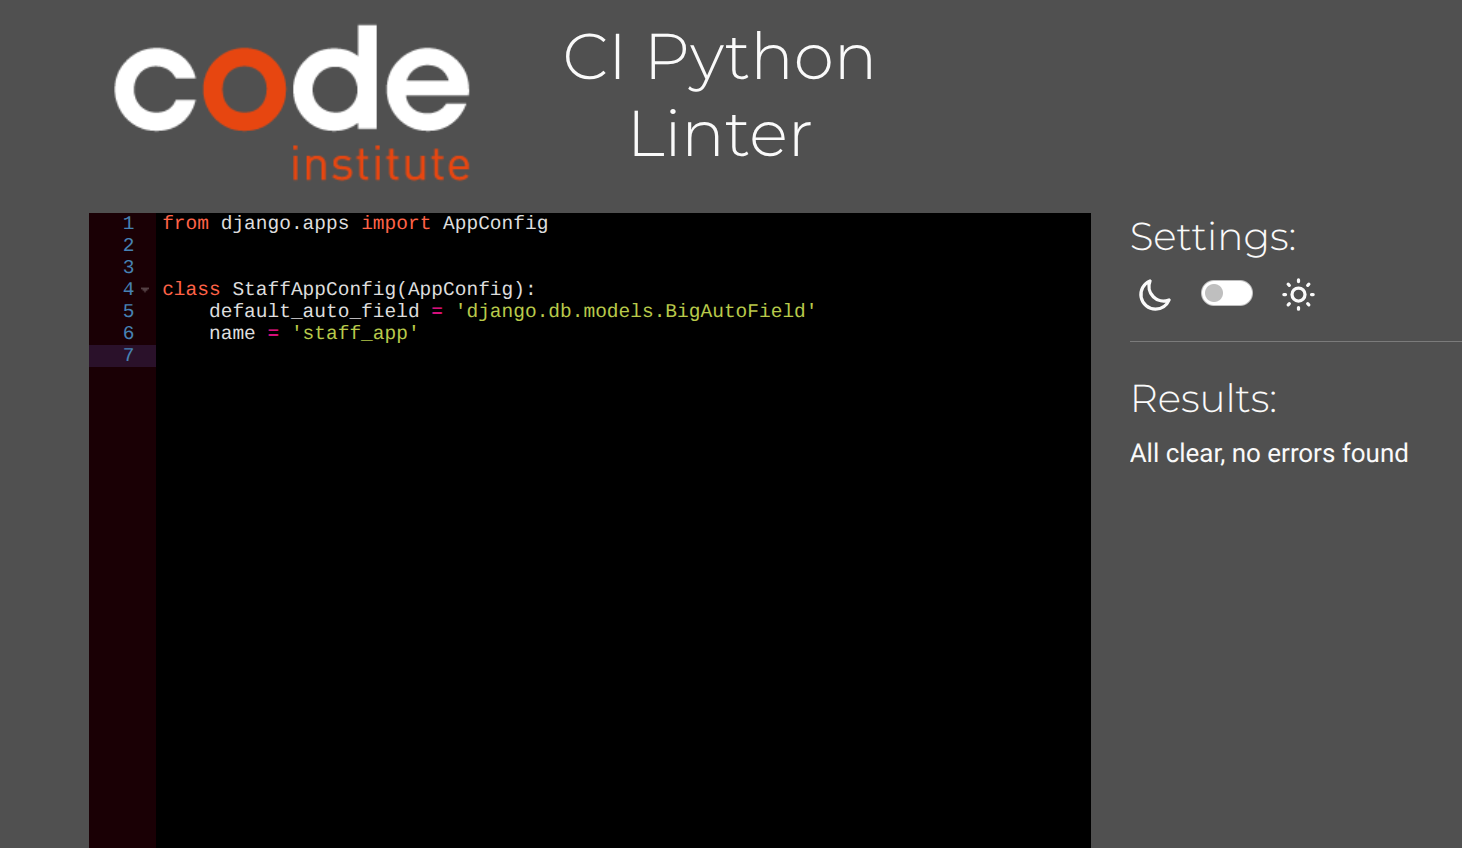 code
institute
CI Python
Linter
1 from django.apps import AppConfig
2
3
4 class StaffAppConfig(AppConfig):
5     default_auto_field = 'django.db.models.BigAutoField'
6     name = 'staff_app'
7
Settings:
Results:
All clear, no errors found